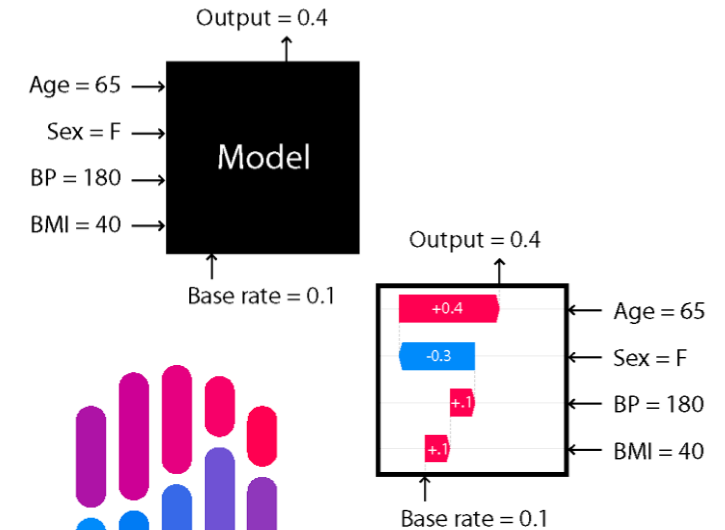 Output = 0.4
Age = 65
Sex = F
BP = 180
BMI = 40
Model
Base rate = 0.1
Output = 0.4
+0.4
Age = 65
-0.3
Sex = F
+.1
BP = 180
+.1
BMI = 40
Base rate = 0.1